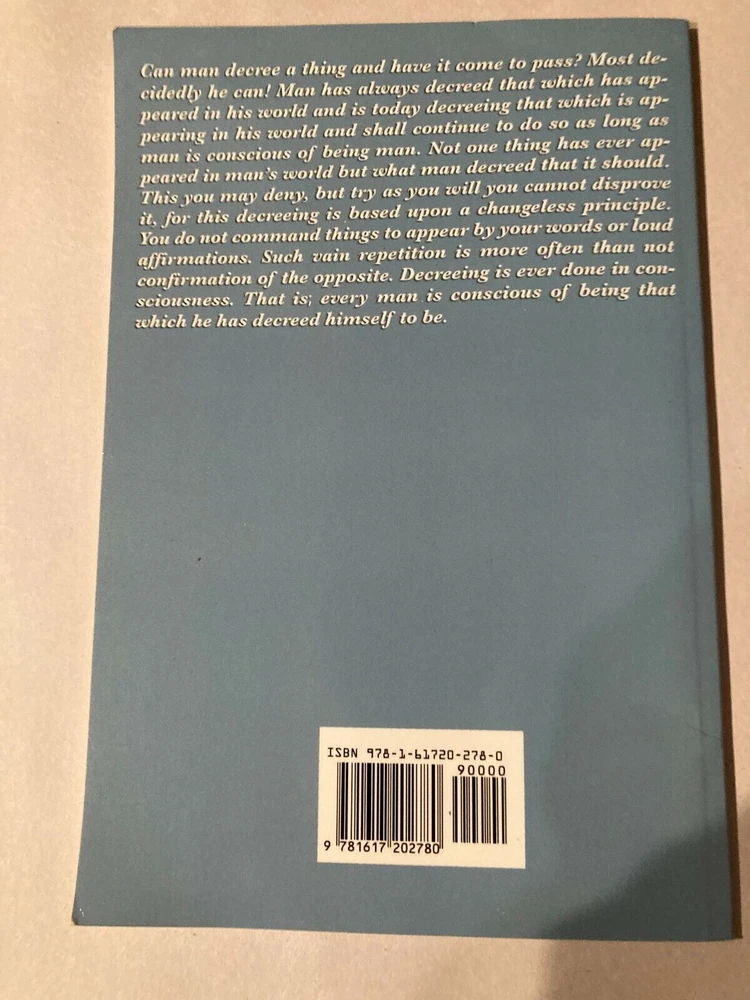 Can man decree a thing and have it come to pass? Most de-
cidedly he can! Man has always decreed that which has ap-
peared in his world and is today decreeing that which is ap-
pearing in his world and shall continue to do so as long as
man is conscious of being man. Not one thing has ever ap-
peared in man's world but what man decreed that it should.
This you may deny, but try as you will you cannot disprove
it, for this decreeing is based upon a changeless principle.
You do not command things to appear by your words or loud
affirmations. Such vain repetition is more often than not
confirmation of the opposite. Decreeing is ever done in con-
sciousness. That is; every man is conscious of being that
which he has decreed himself to be.
ISBN 978-1-61720-278-0
90000
9 781617 202780